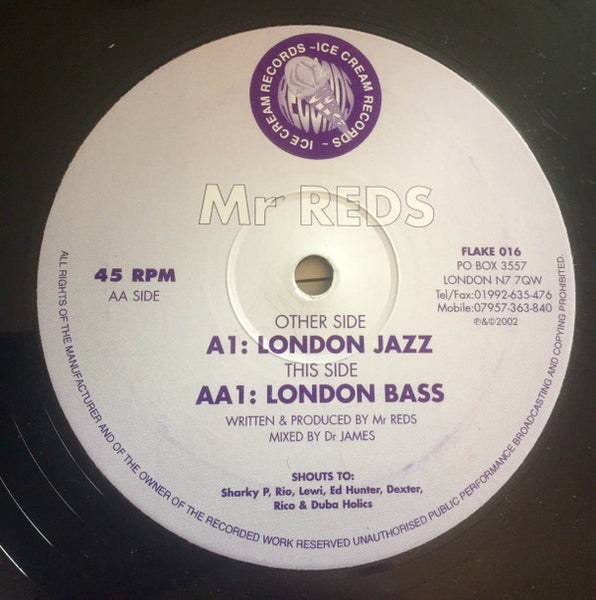 ICE CREAM RECORDS ~ ICE CREAM RECORDS ~
RECORDS
Mr REDS
45 RPM
AA SIDE
FLAKE 016
PO BOX 3557
LONDON N7 7QW
Tel/Fax:01992-635-476
Mobile:07957-363-840
℗&©2002
OTHER SIDE
A1: LONDON JAZZ
THIS SIDE
AA1: LONDON BASS
WRITTEN & PRODUCED BY Mr REDS
MIXED BY Dr JAMES
SHOUTS TO:
Sharky P, Rio, Lewi, Ed Hunter, Dexter,
Rico & Duba Holics
ALL RIGHTS OF THE MANUFACTURER AND OF THE OWNER OF THE RECORDED WORK RESERVED UNAUTHORISED PUBLIC PERFORMANCE BROADCASTING AND COPYING PROHIBITED.